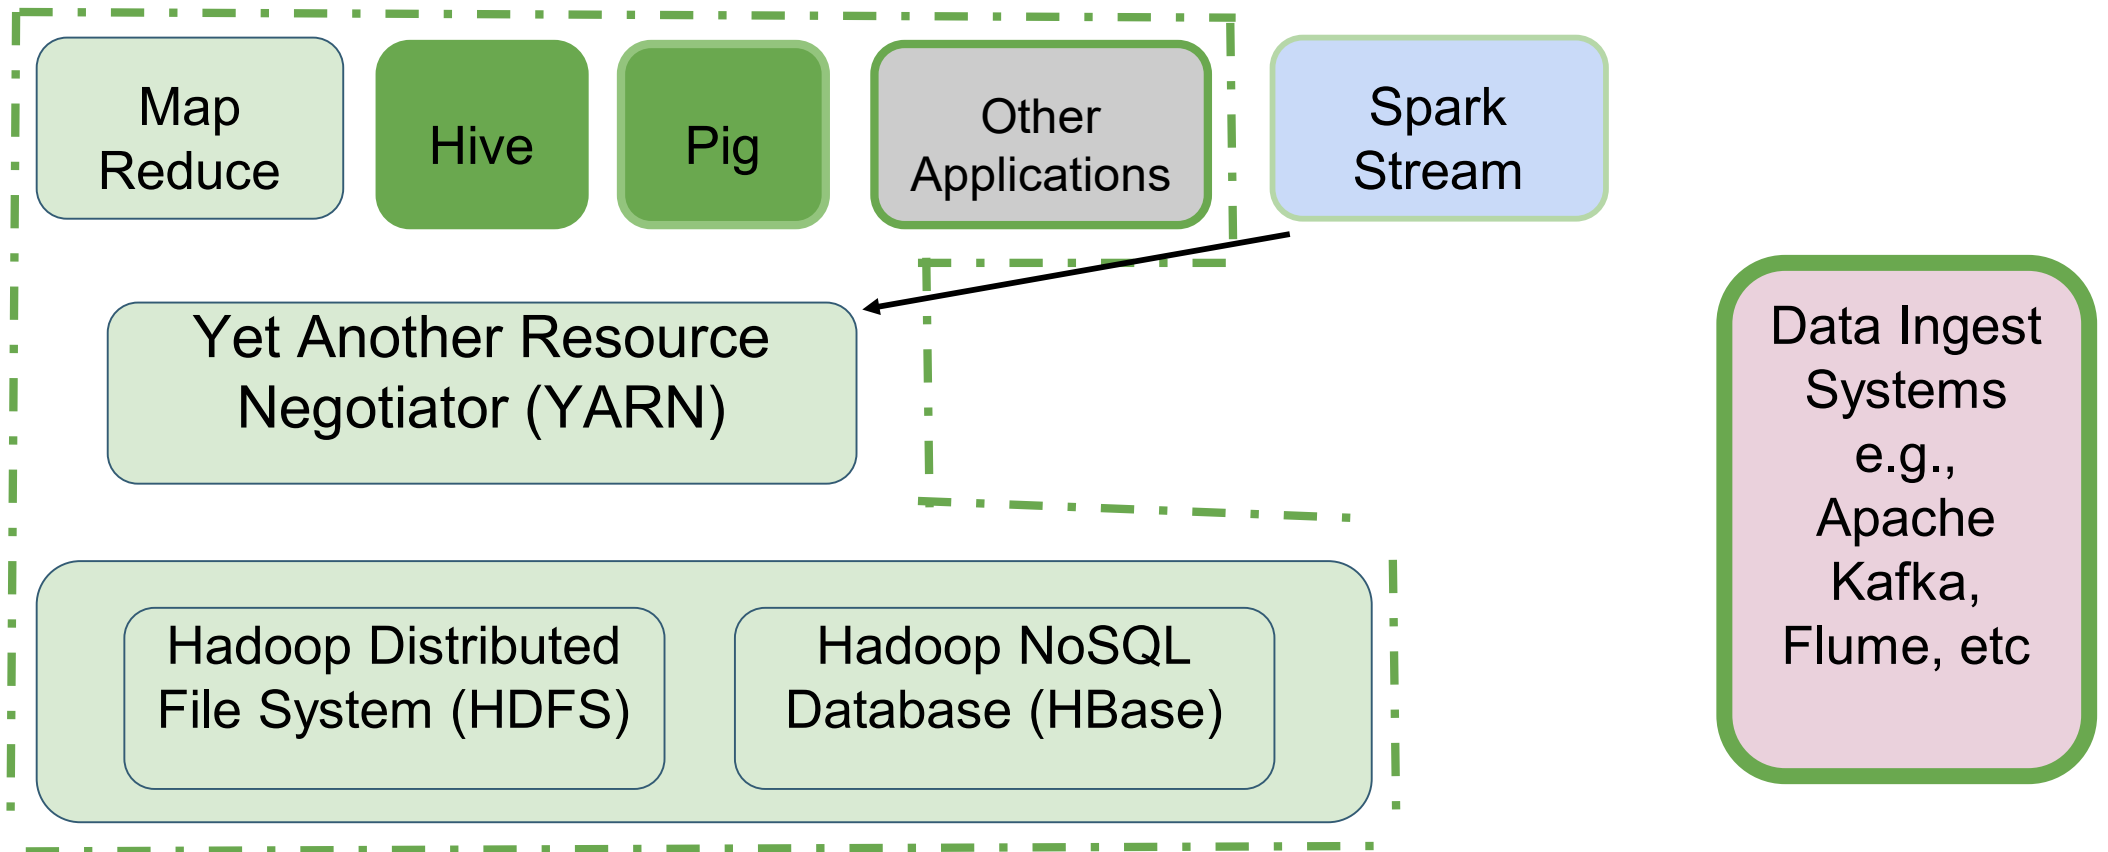 Map
Reduce
Hive
Pig
Other
Applications
Spark
Stream
Yet Another Resource
Negotiator (YARN)
Data Ingest
Systems
e.g.,
Apache
Kafka,
Flume, etc
Hadoop Distributed
File System (HDFS)
Hadoop NoSQL
Database (HBase)